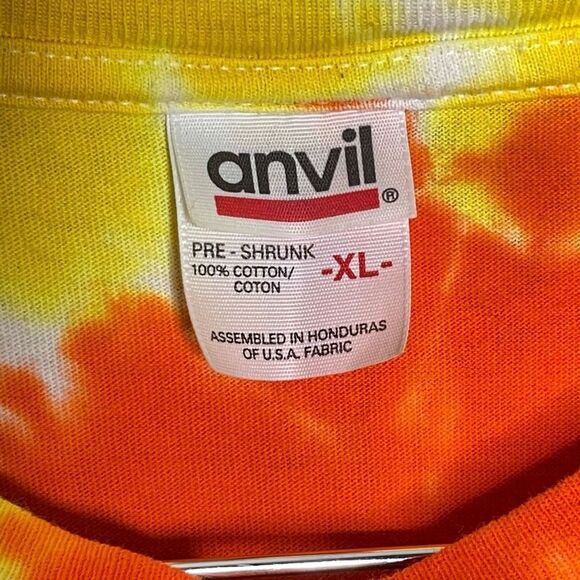 anvil®
PRE - SHRUNK
100% COTTON/
COTON
-XL-
ASSEMBLED IN HONDURAS
OF U.S.A. FABRIC